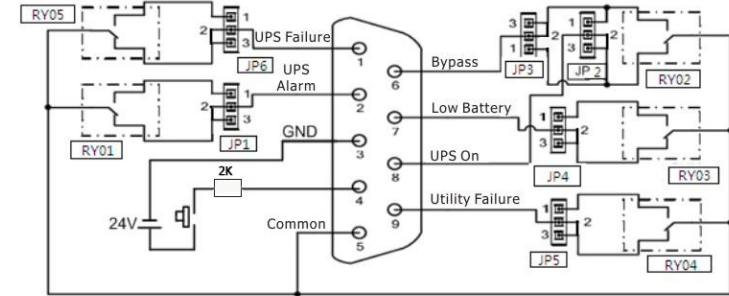 RY05
1
2
3
UPS Failure
JP6
UPS
Alarm
1
2
3
RY01
JP1
GND
2K
24V
Common
1
2
3
4
5
6
7
8
9
Bypass
3
2
1
JP3
1
2
3
JP 2
RY02
Low Battery
1
2
3
JP4
RY03
UPS On
Utility Failure
1
2
3
JP5
RY04